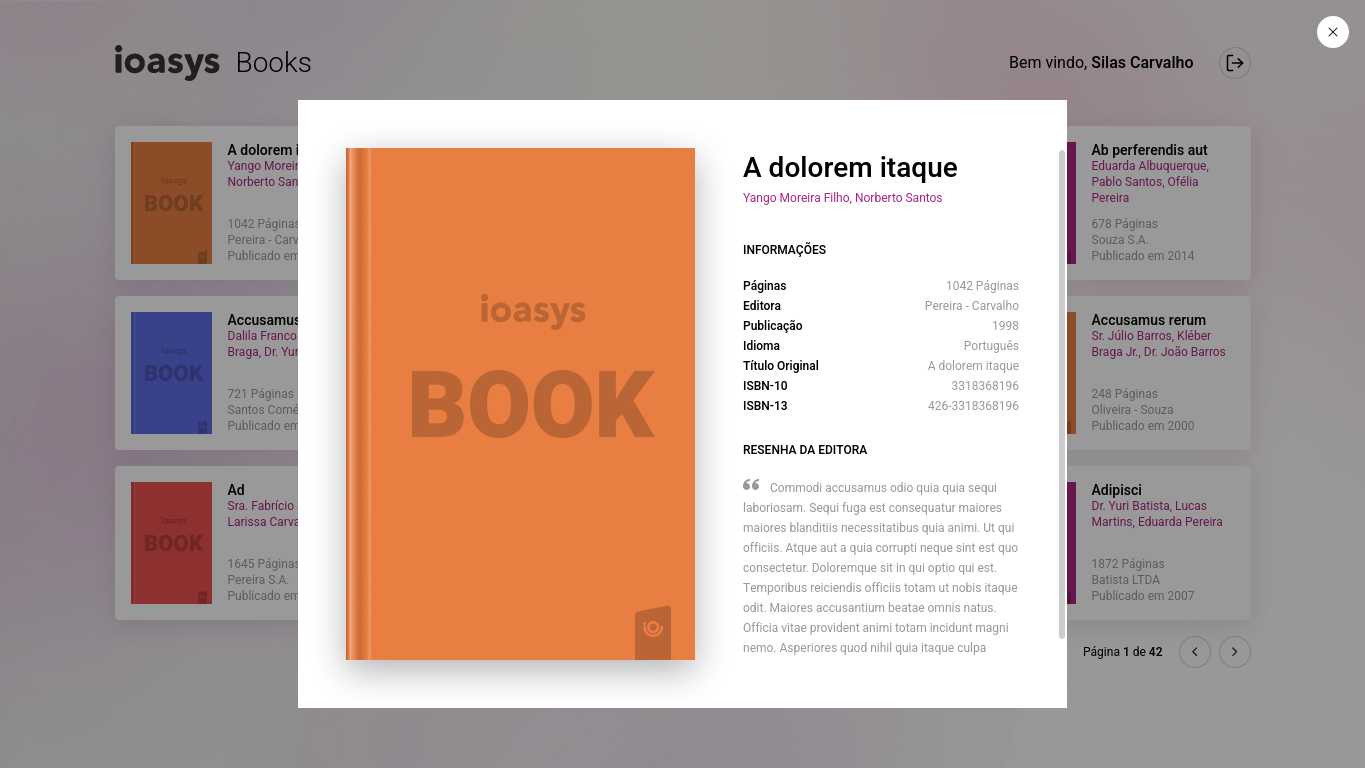 ioasys Books
Bem vindo, Silas Carvalho
A dolorem
Yango
Norberto
1042 Páginas
Pereira -
Publicado em
ioasys
BOOK
Accusamus
Dalila Franco
Braga, Dr.
721 Páginas
Santos
Publicado em
ioasys
BOOK
Ad
Sra. Fabrício
Larissa
1645 Páginas
Pereira S.A.
Publicado em
ioasys
BOOK
ioasys
BOOK
A dolorem itaque
Yango Moreira Filho, Norberto Santos
INFORMAÇÕES
Páginas 1042 Páginas
Editora Pereira - Carvalho
Publicação 1998
Idioma Português
Título Original A dolorem itaque
ISBN-10 3318368196
ISBN-13 426-3318368196
RESENHA DA EDITORA
“ Commodi accusamus odio quia quia sequi
laboriosam. Sequi fuga est consequatur maiores
maiores blanditiis necessitatibus quia animi. Ut qui
officiis. Atque aut a quia corrupti neque sint est quo
consectetur. Doloremque sit in qui optio qui est.
Temporibus reiciendis officiis totam ut nobis itaque
odit. Maiores accusantium beatae omnis natus.
Officia vitae provident animi totam incidunt magni
nemo. Asperiores quod nihil quia itaque culpa
Ab perferendis aut
Eduarda Albuquerque,
Pablo Santos, Ofélia
Pereira
678 Páginas
Souza S.A.
Publicado em 2014
Accusamus rerum
Sr. Júlio Barros, Kléber
Braga Jr., Dr. João Barros
248 Páginas
Oliveira - Souza
Publicado em 2000
Adipisci
Dr. Yuri Batista, Lucas
Martins, Eduarda Pereira
1872 Páginas
Batista LTDA
Publicado em 2007
Página 1 de 42